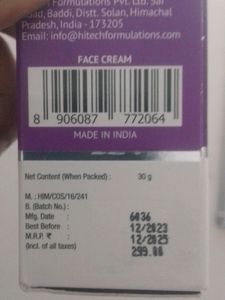 Formulations Pvt. Ltd. Sai
Road, Baddi, Distt. Solan, Himachal
Pradesh, India - 173205
Email: info@hitechformulations.com
FACE CREAM
8 906087 772064
MADE IN INDIA
Net Content (When Packed) : 30 g
M. : HIM/COS/16/241
B. (Batch No.) : 6036
Mfg. Date : 12/2023
Best Before : 12/2025
M.R.P. ₹ : 299.00
(Incl. of all taxes)